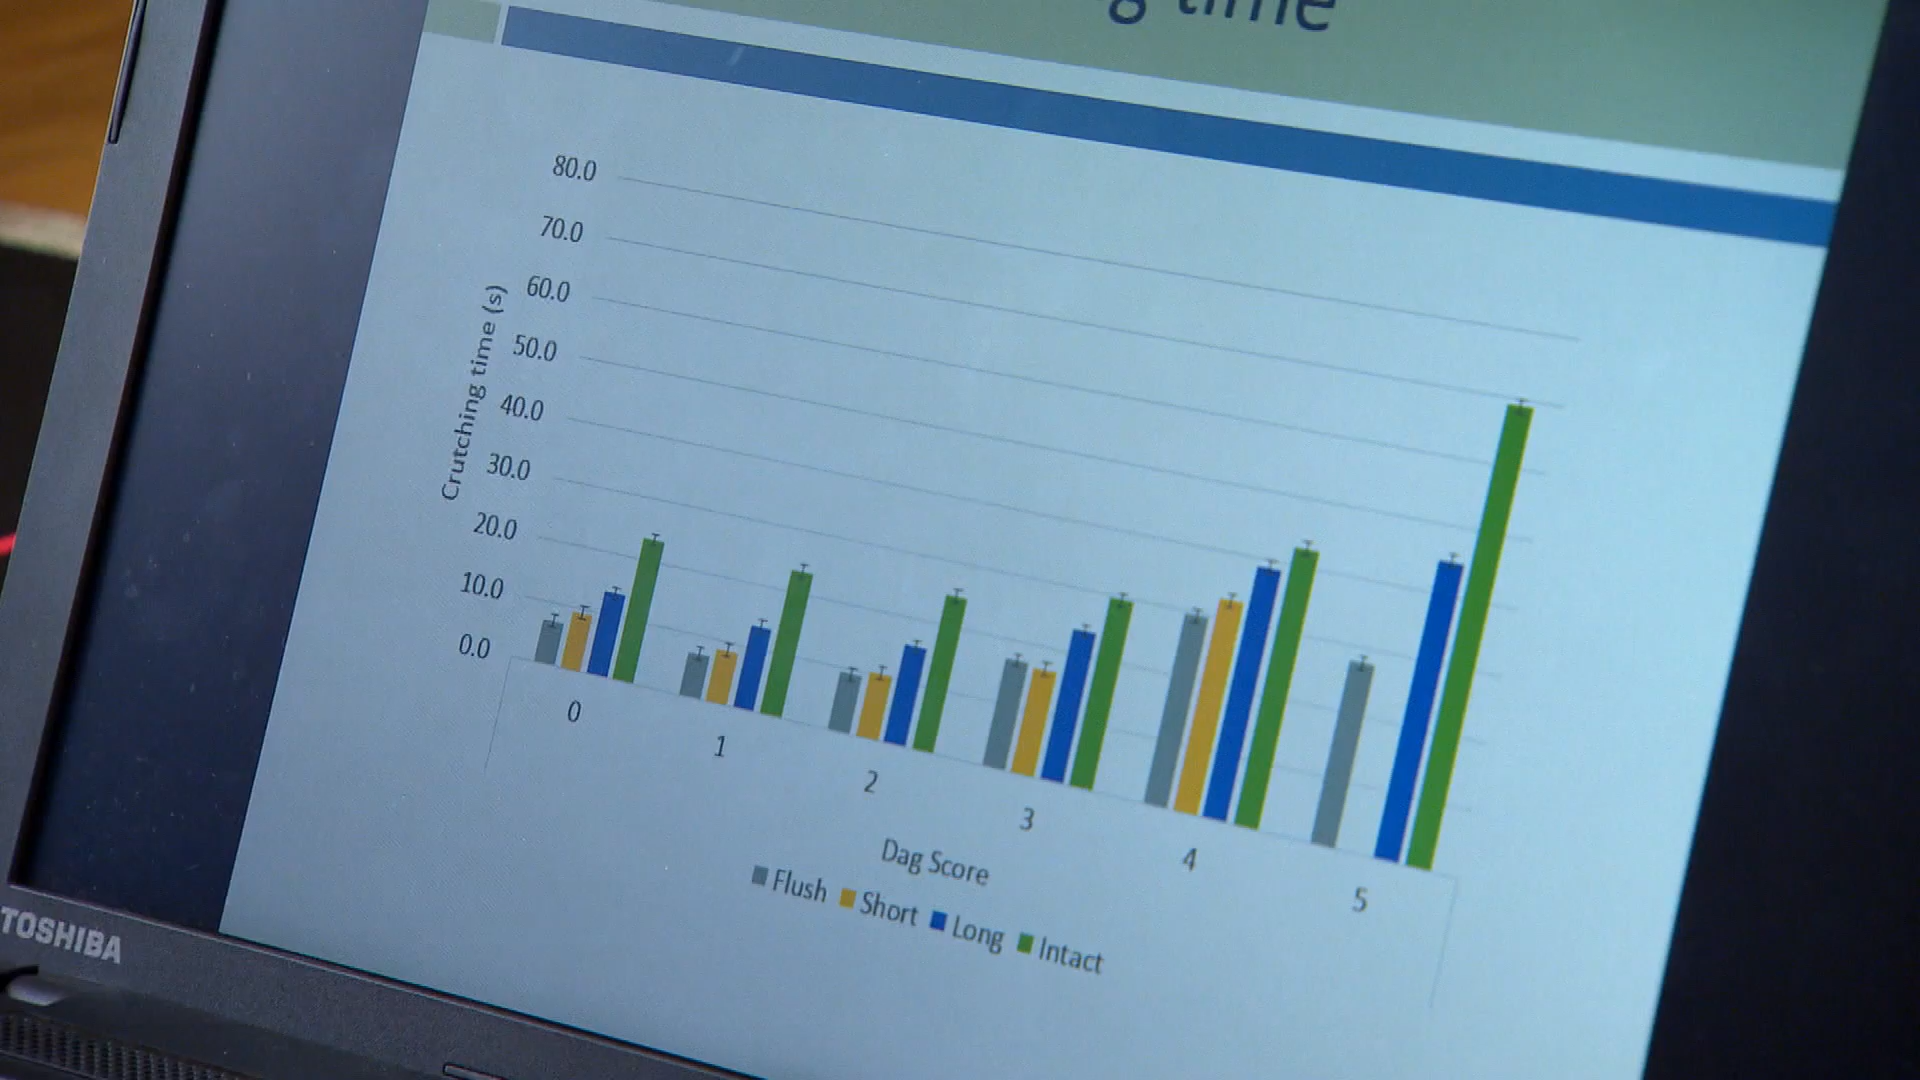 time
80.0
70.0
60.0
50.0
40.0
30.0
20.0
10.0
0.0
Crutching time (s)
0 1 2 3 4 5
Dag Score
Flush Short Long Intact
TOSHIBA